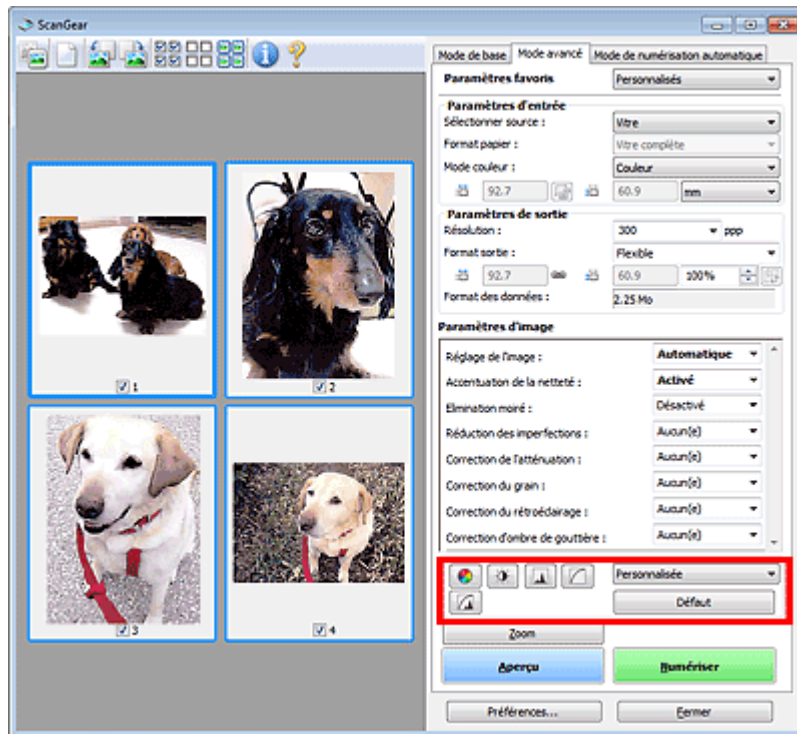 ScanGear
Mode de base Mode avancé Mode de numérisation automatique
Paramètres favoris Personnalisés
Paramètres d'entrée
Sélectionner source : Vitre
Format papier : Vitre complète
Mode couleur : Couleur
92.7 60.9 mm
Paramètres de sortie
Résolution : 300 ppp
Format sortie : Flexible
92.7 60.9 100%
Format des données : 2.25 Mo
Paramètres d'image
Réglage de l'image : Automatique
Accentuation de la netteté : Activé
Elimination moiré : Désactivé
Réduction des imperfections : Aucun(e)
Correction de l'atténuation : Aucun(e)
Correction du grain : Aucun(e)
Correction du rétroéclairage : Aucun(e)
Correction d'ombre de gouttière : Aucun(e)
Personnalisée
Défaut
Zoom
Aperçu Numériser
Préférences... Fermer
1
2
3
4